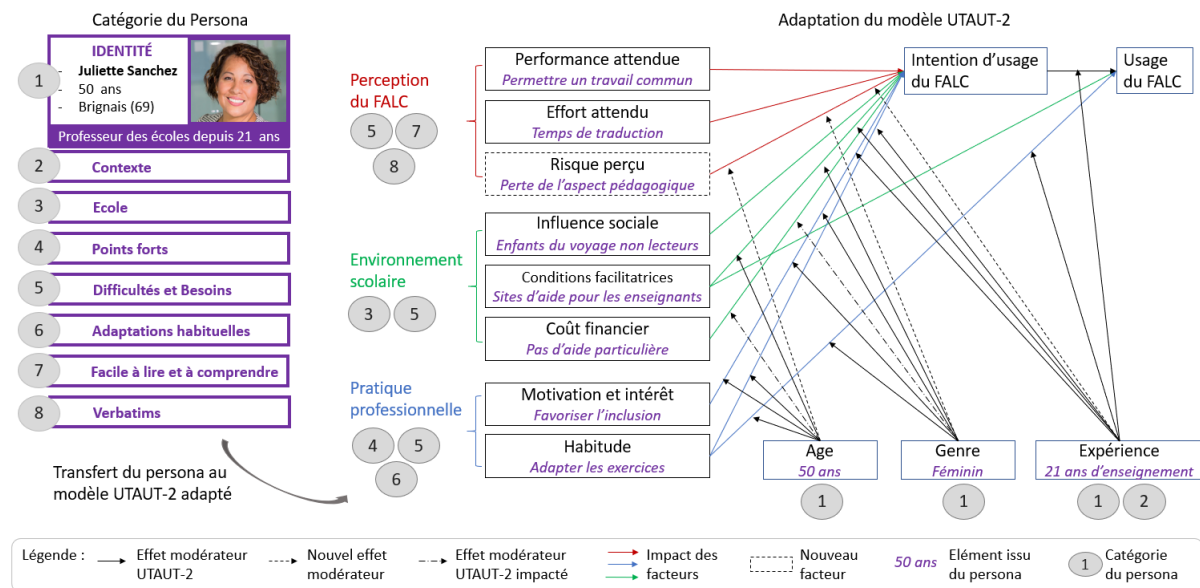 Catégorie du Persona
IDENTITÉ
- Juliette Sanchez
- 50 ans
- Brignais (69)
1
Professeur des écoles depuis 21 ans
2
Contexte
3
Ecole
4
Points forts
5
Difficultés et Besoins
6
Adaptations habituelles
7
Facile à lire et à comprendre
8
Verbatims
Transfert du persona au
modèle UTAUT-2 adapté
Adaptation du modèle UTAUT-2
Perception
du FALC
5 7
8
Performance attendue
Permettre un travail commun
Effort attendu
Temps de traduction
Risque perçu
Perte de l’aspect pédagogique
Environnement
scolaire
3 5
Influence sociale
Enfants du voyage non lecteurs
Conditions facilitatrices
Sites d’aide pour les enseignants
Coût financier
Pas d’aide particulière
Pratique
professionnelle
4 5
6
Motivation et intérêt
Favoriser l’inclusion
Habitude
Adapter les exercices
Intention d’usage
du FALC
Usage
du FALC
Age
50 ans
1
Genre
Féminin
1
Expérience
21 ans d’enseignement
1 2
Légende :
Effet modérateur
UTAUT-2
Nouvel effet
modérateur
Effet modérateur
UTAUT-2 impacté
Impact des
facteurs
Nouveau
facteur
50 ans
Elément issu
du persona
1
Catégorie
du persona